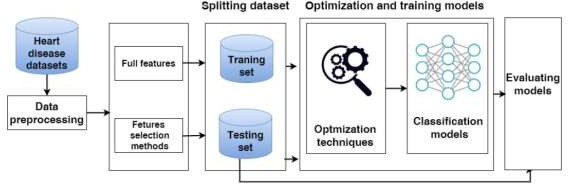 Splitting dataset
Optimization and training models
Heart
disease
datasets
Data
preprocessing
Full features
Fetures
selection
methods
Traning
set
Testing
set
Optmization
techniques
Classification
models
Evaluating
models